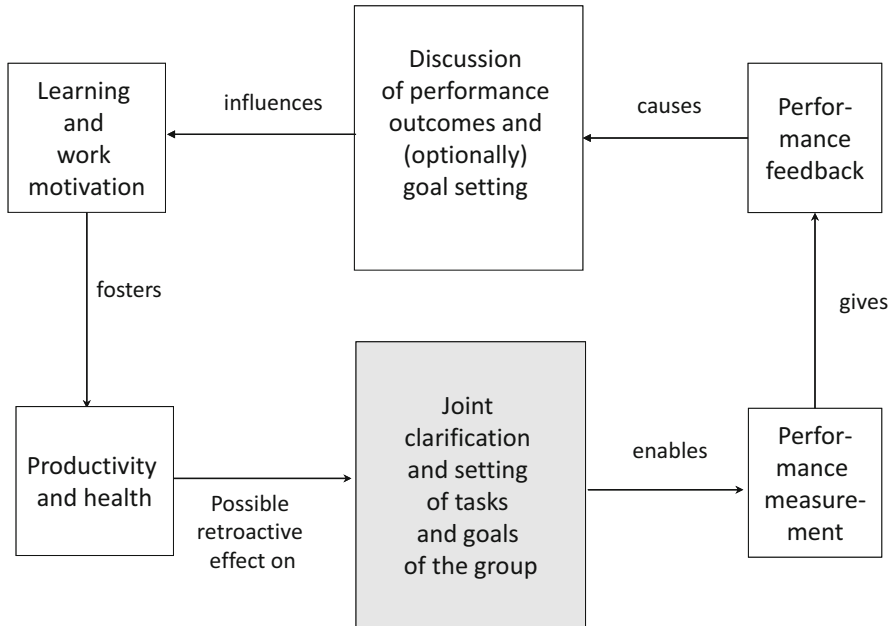 Learning
and
work
motivation
influences
Discussion
of performance
outcomes and
(optionally)
goal setting
causes
Perfor-
mance
feedback
fosters
gives
Productivity
and health
Possible
retroactive
effect on
Joint
clarification
and setting
of tasks
and goals
of the group
enables
Perfor-
mance
measure-
ment